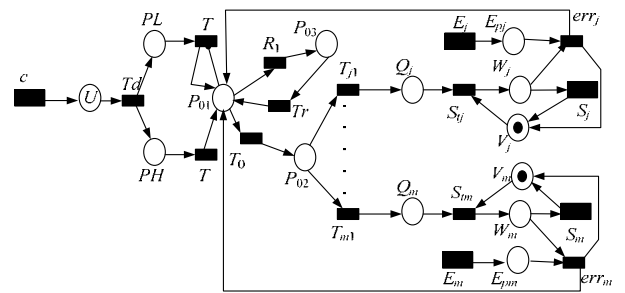 PL
T
R1
P03
Ej
Epj
errj
c
U
Td
P01
Tr
Tj1
Qj
Wj
Stj
Sj
Vj
PH
T
T0
P02
Vm
Qm
Stm
Tm1
Wm
Sm
Em
Epm
errm